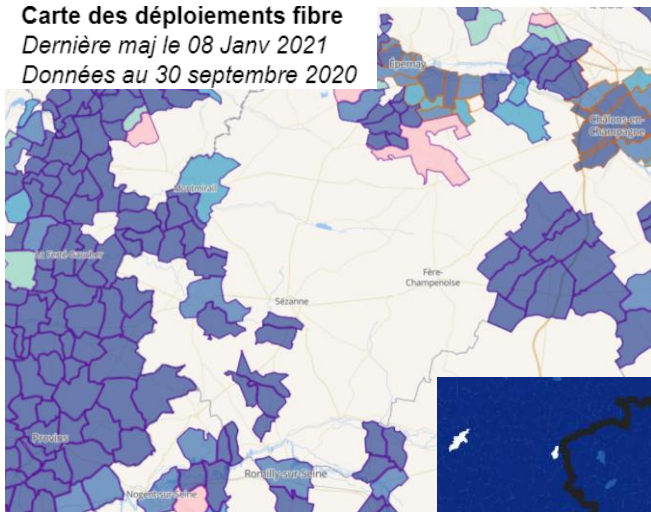 Carte des déploiements fibre
Dernière maj le 08 Janv 2021
Données au 30 septembre 2020
Épernay
Châlons-en-
Champagne
Montmirail
La Ferté-Gaucher
Fère-
Champenoise
Sézanne
Provins
Romilly-sur-Seine
Nogent-sur-Seine